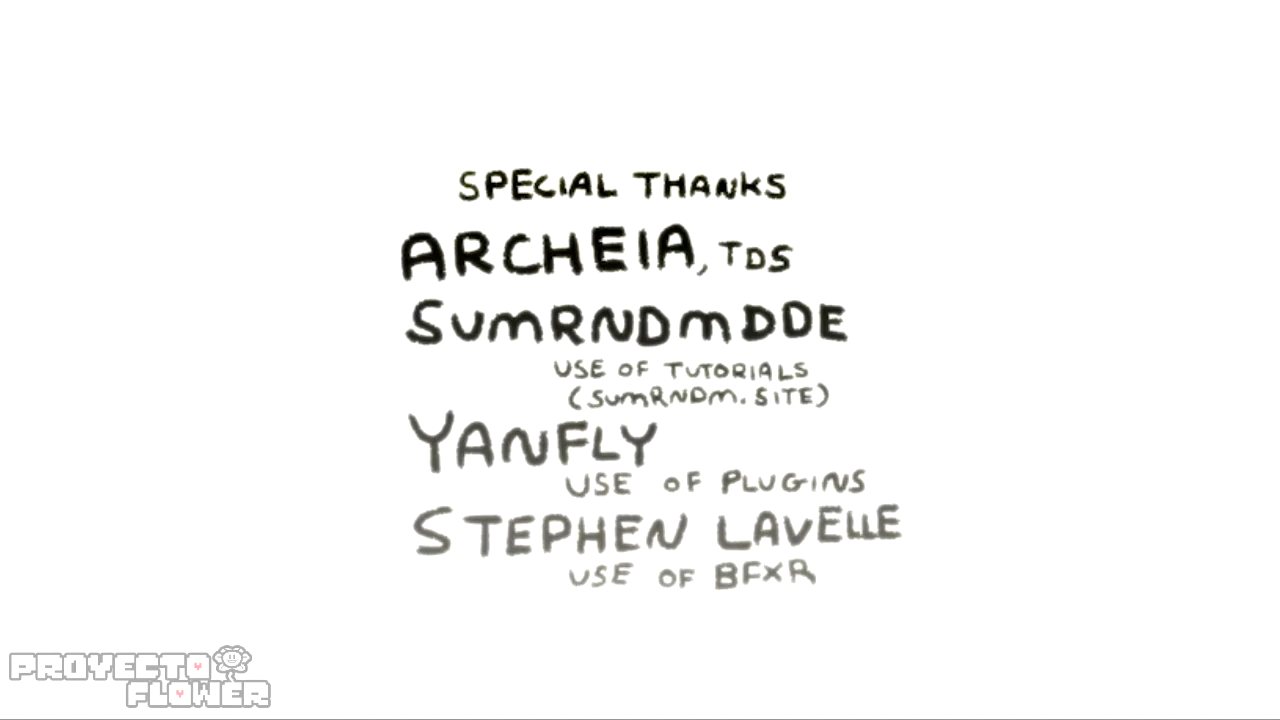 SPECIAL THANKS
ARCHEIA, TDS
SUMRNDMDDE
USE OF TUTORIALS
(SUMRNDM.SITE)
YANFLY
USE OF PLUGINS
STEPHEN LAVELLE
USE OF BFXR
PROYECTO
FLOWER